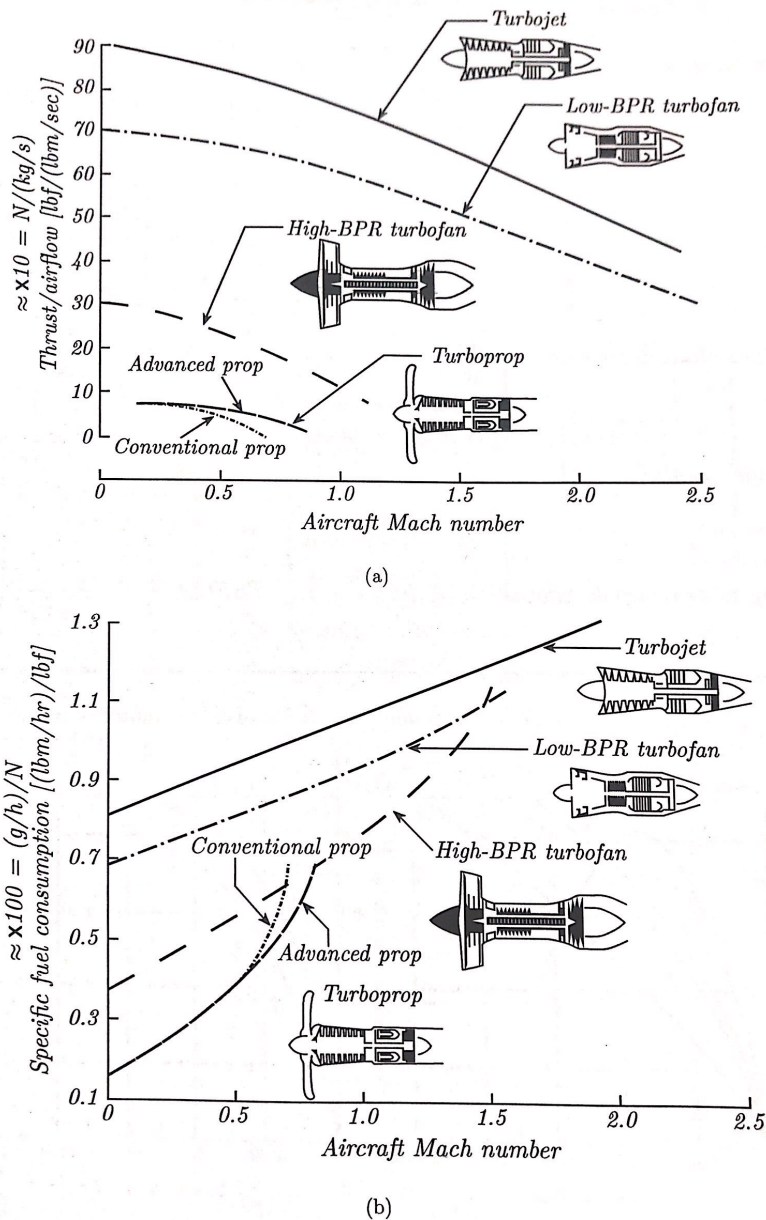 Turbojet
Low-BPR turbofan
High-BPR turbofan
Advanced prop
Turboprop
Conventional prop
≈ x10 = N/(kg/s)
Thrust/airflow [lbf/(lbm/sec)]
90
80
70
60
50
40
30
20
10
0
0 0.5 1.0 1.5 2.0 2.5
Aircraft Mach number
(a)
≈ x100 = (g/h)/N
Specific fuel consumption [(lbm/hr)/lbf]
1.3
1.1
0.9
0.7
0.5
0.3
0.1
Turbojet
Low-BPR turbofan
Conventional prop
High-BPR turbofan
Advanced prop
Turboprop
0 0.5 1.0 1.5 2.0 2.5
Aircraft Mach number
(b)